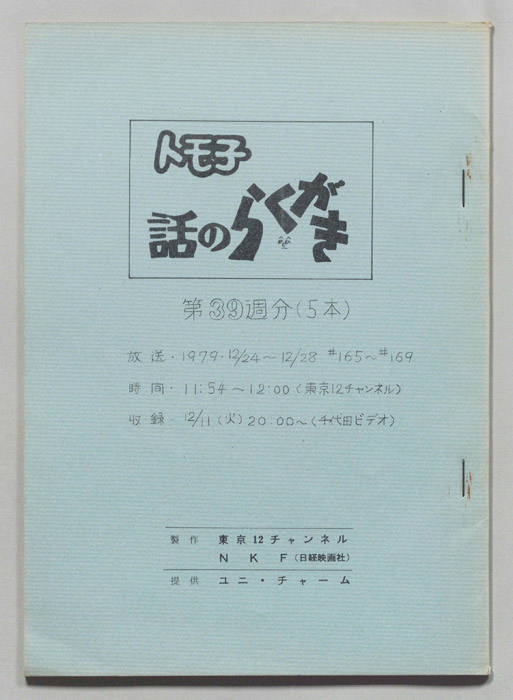 トモ子
話のらくがき
第39週分(5本)
放送・1979・12/24～12/28 #165～#169
時間・11:54～12:00(東京12チャンネル)
収録・12/11(火)20:00～(千代田ビデオ)
製作 東京12チャンネル
NKF(日経映画社)
提供 ユニ・チャーム